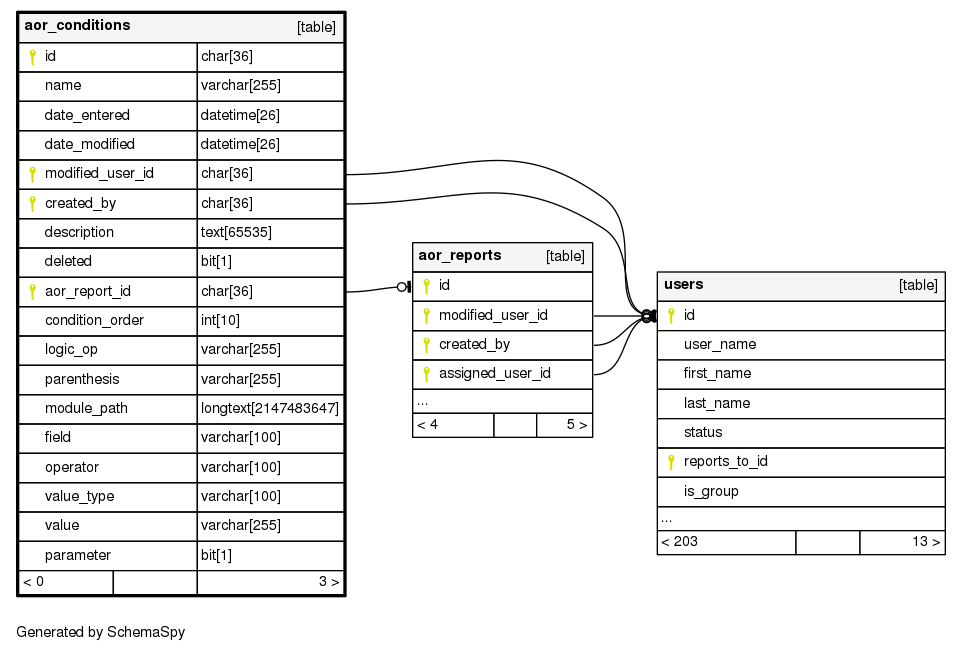 aor_conditions [table]
id char[36]
name varchar[255]
date_entered datetime[26]
date_modified datetime[26]
modified_user_id char[36]
created_by char[36]
description text[65535]
deleted bit[1]
aor_report_id char[36]
condition_order int[10]
logic_op varchar[255]
parenthesis varchar[255]
module_path longtext[2147483647]
field varchar[100]
operator varchar[100]
value_type varchar[100]
value varchar[255]
parameter bit[1]
< 0 3 >
aor_reports [table]
id
modified_user_id
created_by
assigned_user_id
...
< 4 5 >
users [table]
id
user_name
first_name
last_name
status
reports_to_id
is_group
...
< 203 13 >
Generated by SchemaSpy